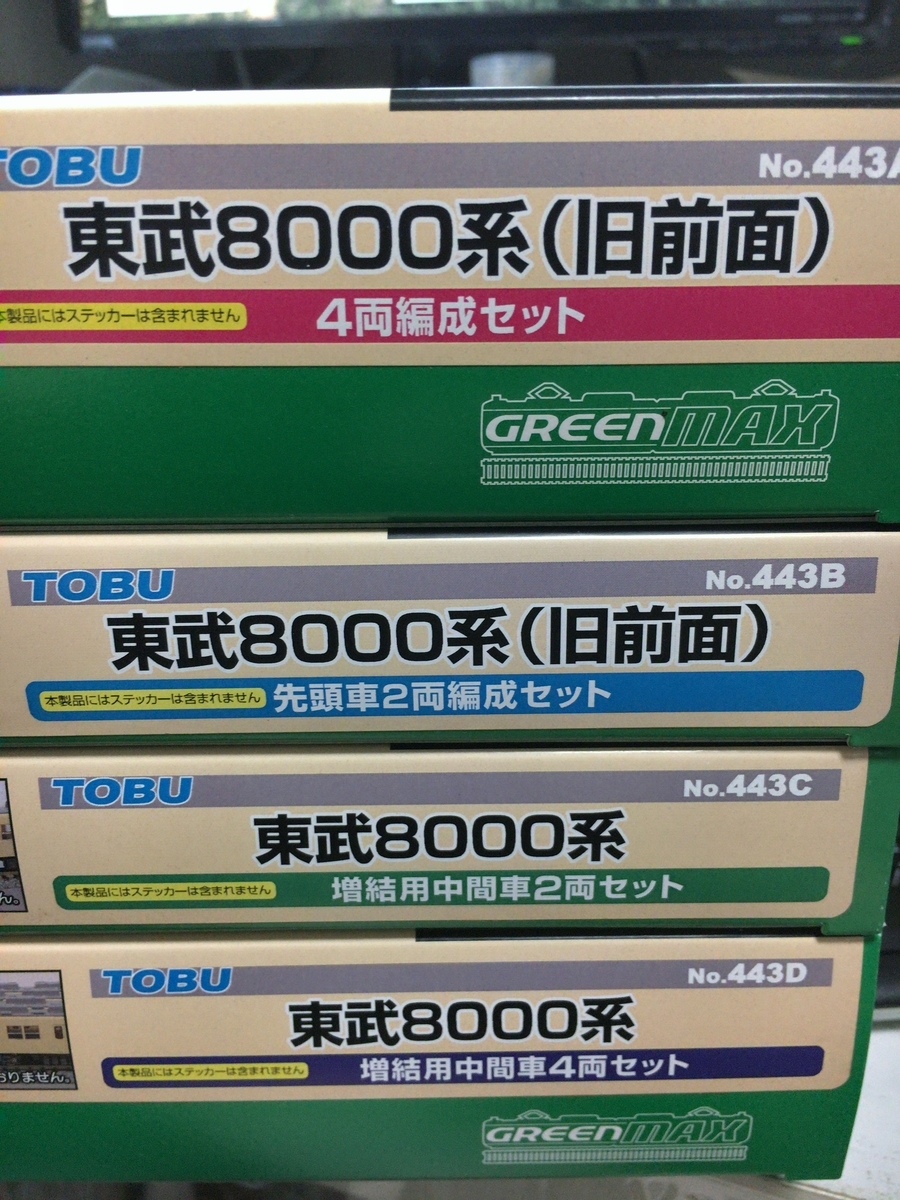 TOBU
No.443A
東武8000系(旧前面)
本製品にはステッカーは含まれません
4両編成セット
GREENMAX
TOBU
No.443B
東武8000系(旧前面)
本製品にはステッカーは含まれません
先頭車2両編成セット
TOBU
No.443C
東武8000系
本製品にはステッカーは含まれません
増結用中間車2両セット
ん。
TOBU
No.443D
東武8000系
本製品にはステッカーは含まれません
増結用中間車4両セット
おりません。
GREENMAX